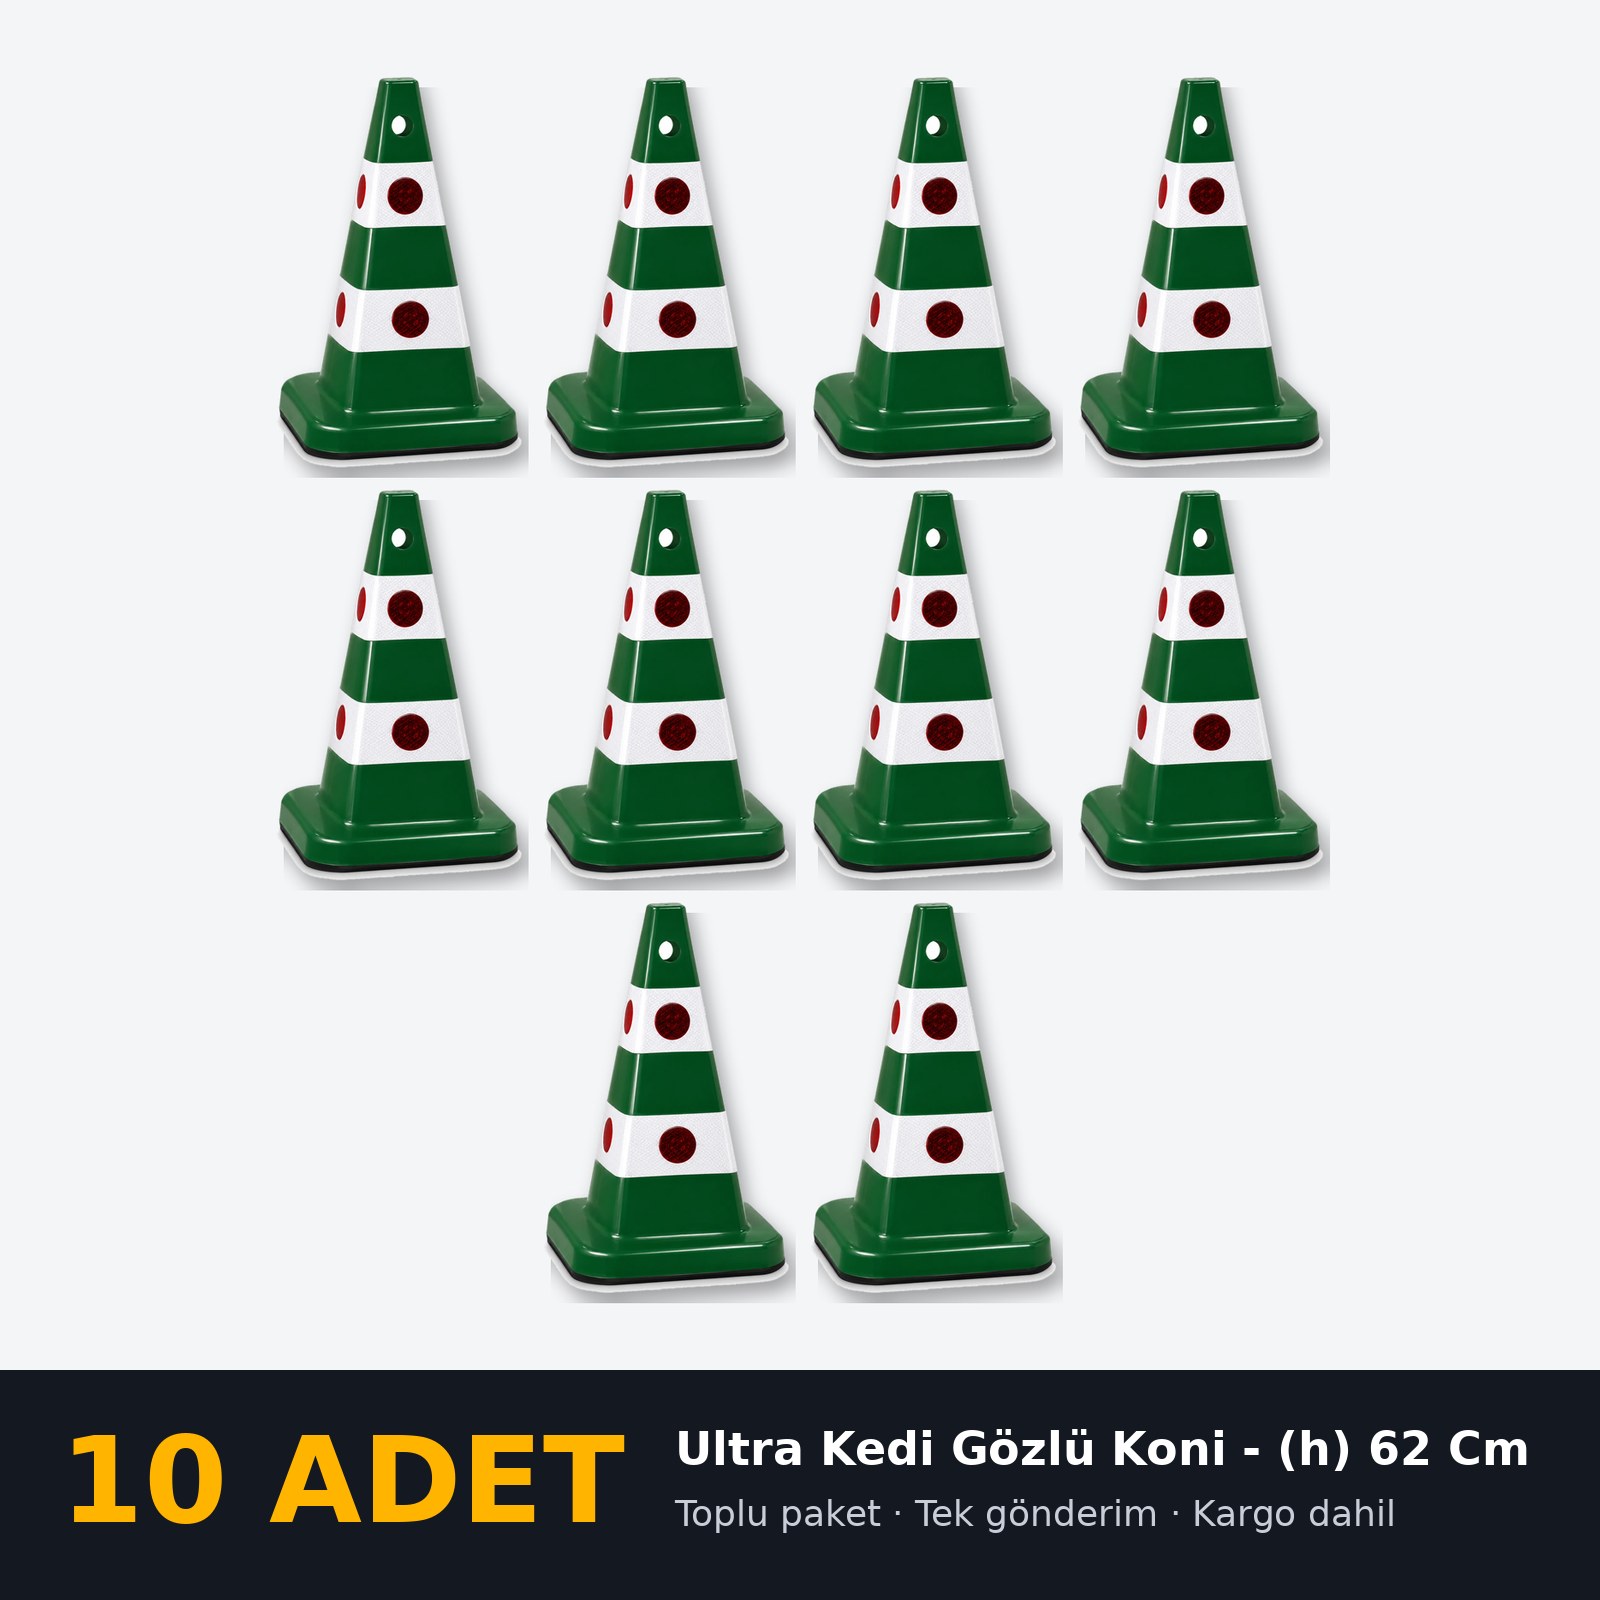 10 ADET
Ultra Kedi Gözlü Koni - (h) 62 Cm
Toplu paket · Tek gönderim · Kargo dahil